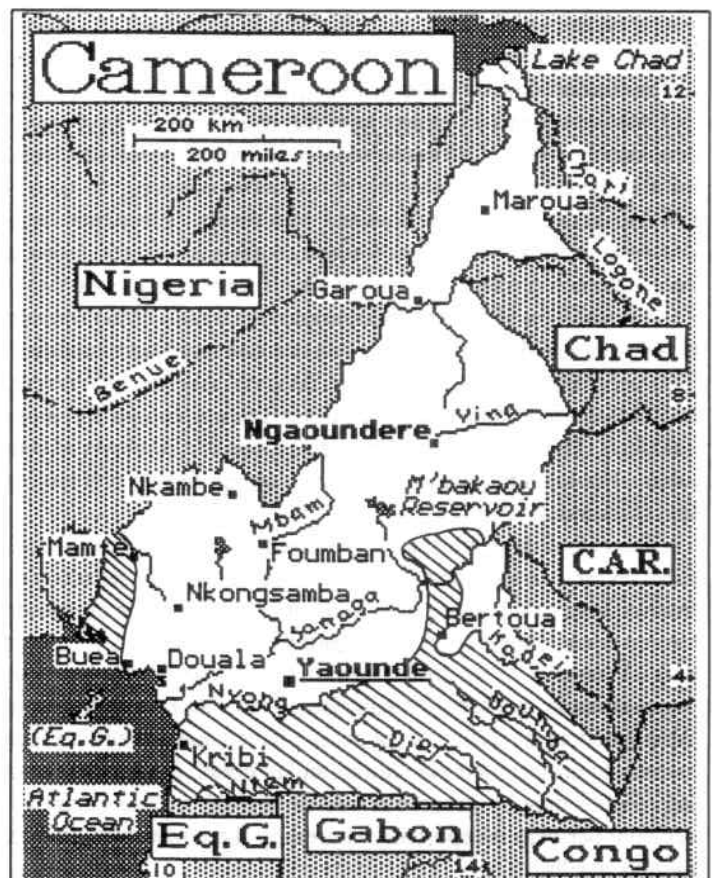 Cameroon
Lake Chad
12
200 km
200 miles
Chari
Maroua
Logone
Nigeria
Garoua
Chad
Benue
8
Vina
Ngaoundere
M'bakaou
Reservoir
Nkambe
Mbam
Mamfe
Foumban
C.A.R.
Nkongsamba
Sanaga
Bertoua
Kadei
Buea
Douala
Yaounde
4
Nyong
Boumba
(Eq.G.)
Dja
Kribi
Ntem
Atlantic
Ocean
Eq.G.
Gabon
Congo
10
14